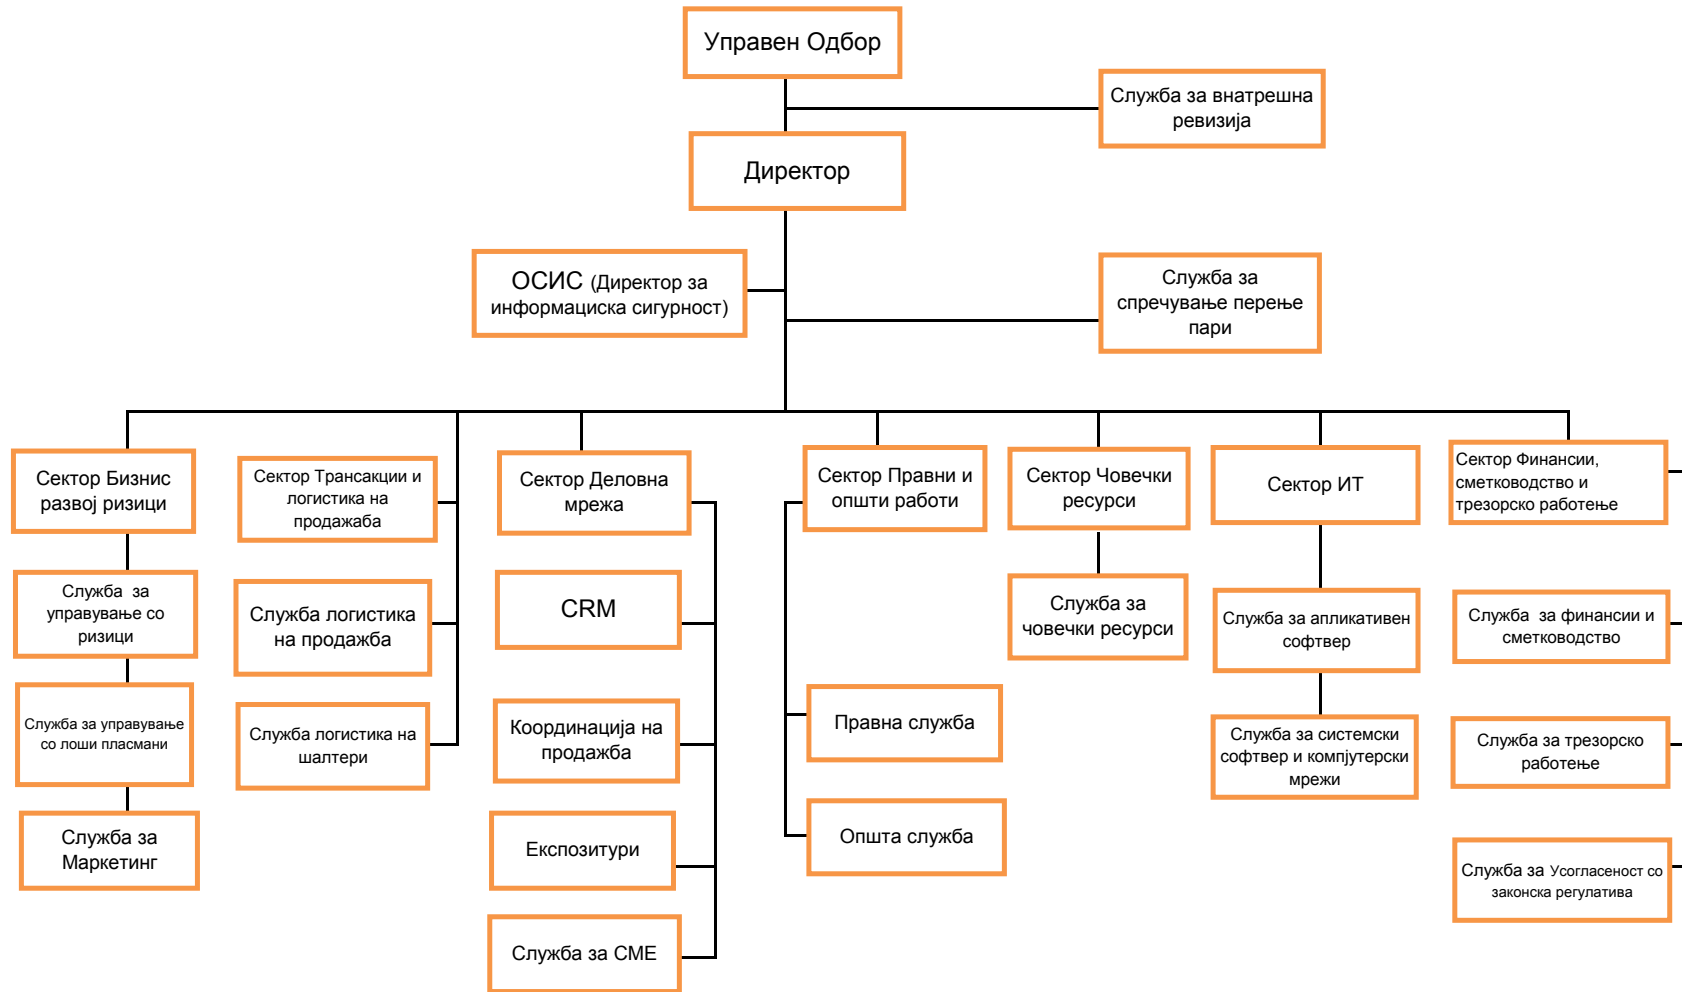 Управен Одбор
Служба за внатрешна
ревизија
Директор
ОСИС (Директор за
информациска сигурност)
Служба за
спречување перење
пари
Сектор Бизнис
развој ризици
Служба  за
управување со
ризици
Служба за управување
со лоши пласмани
Служба за
Маркетинг
Сектор Трансакции и
логистика на
продажаба
Служба логистика
на продажба
Служба логистика на
шалтери
Сектор Деловна
мрежа
CRM
Координација на
продажба
Експозитури
Служба за СМЕ
Сектор Правни и
општи работи
Правна служба
Општа служба
Сектор Човечки
ресурси
Служба за
човечки ресурси
Сектор ИТ
Служба за апликативен
софтвер
Служба за системски
софтвер и компјутерски
мрежи
Сектор Финансии,
сметководство и
трезорско работење
Служба  за финансии и
сметководство
Служба за трезорско
работење
Служба за Усогласеност со
законска регулатива